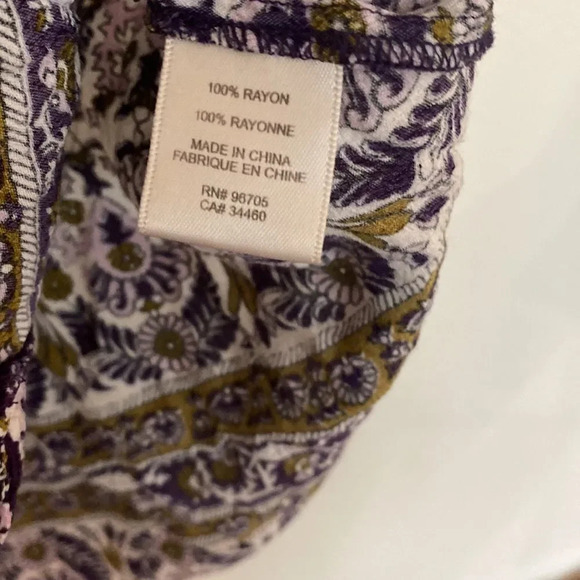 100% RAYON
100% RAYONNE
MADE IN CHINA
FABRIQUE EN CHINE
RN# 96705
CA# 34460